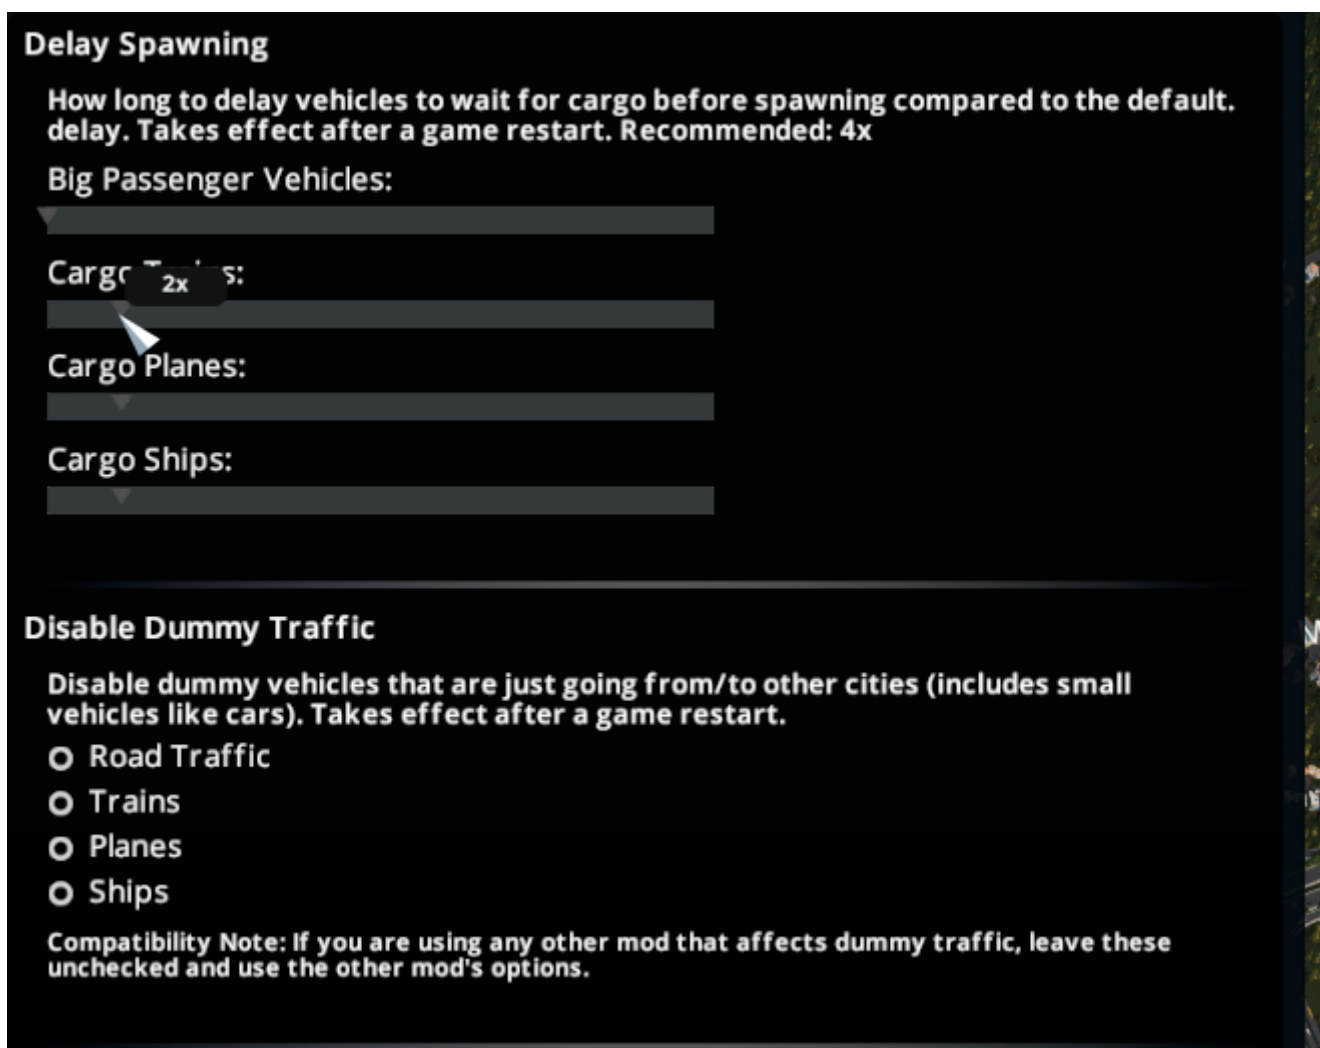 Delay Spawning
How long to delay vehicles to wait for cargo before spawning compared to the default.
delay. Takes effect after a game restart. Recommended: 4x
Big Passenger Vehicles:
Cargo s:
2x
Cargo Planes:
Cargo Ships:
Disable Dummy Traffic
Disable dummy vehicles that are just going from/to other cities (includes small
vehicles like cars). Takes effect after a game restart.
Road Traffic
Trains
Planes
Ships
Compatibility Note: If you are using any other mod that affects dummy traffic, leave these
unchecked and use the other mod's options.